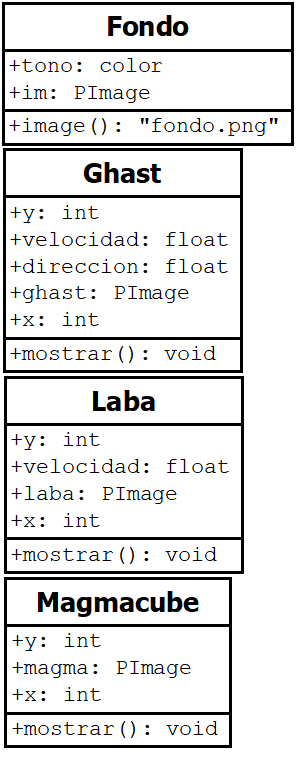 Fondo
+tono: color
+im: PImage
+image(): "fondo.png"
Ghast
+y: int
+velocidad: float
+direccion: float
+ghast: PImage
+x: int
+mostrar(): void
Laba
+y: int
+velocidad: float
+laba: PImage
+x: int
+mostrar(): void
Magmacube
+y: int
+magma: PImage
+x: int
+mostrar(): void